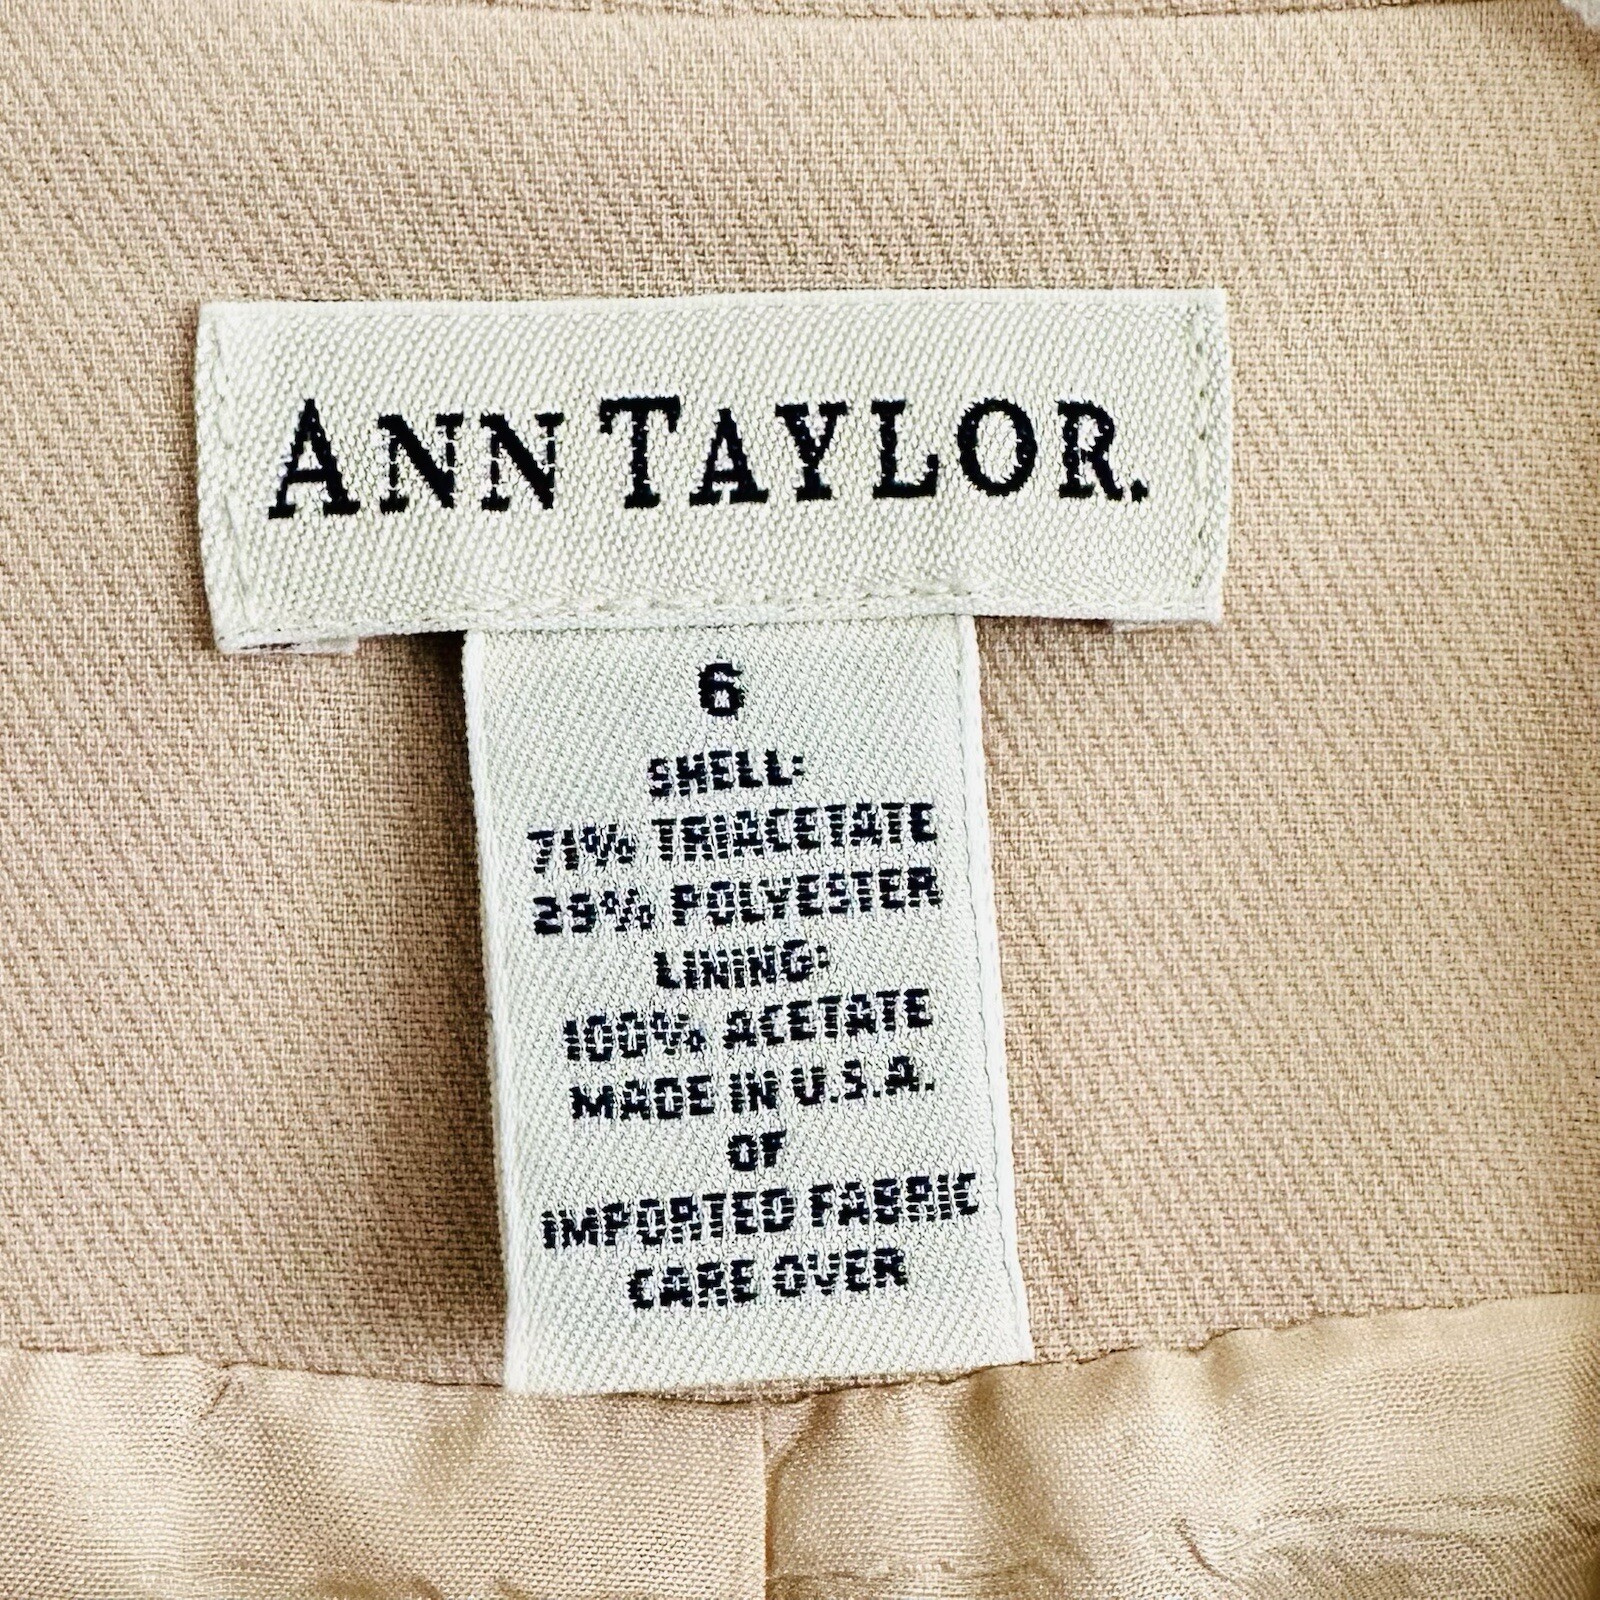 ANN TAYLOR.
6
SHELL:
71% TRIACETATE
29% POLYESTER
LINING:
100% ACETATE
MADE IN U.S.A.
OF
IMPORTED FABRIC
CARE OVER